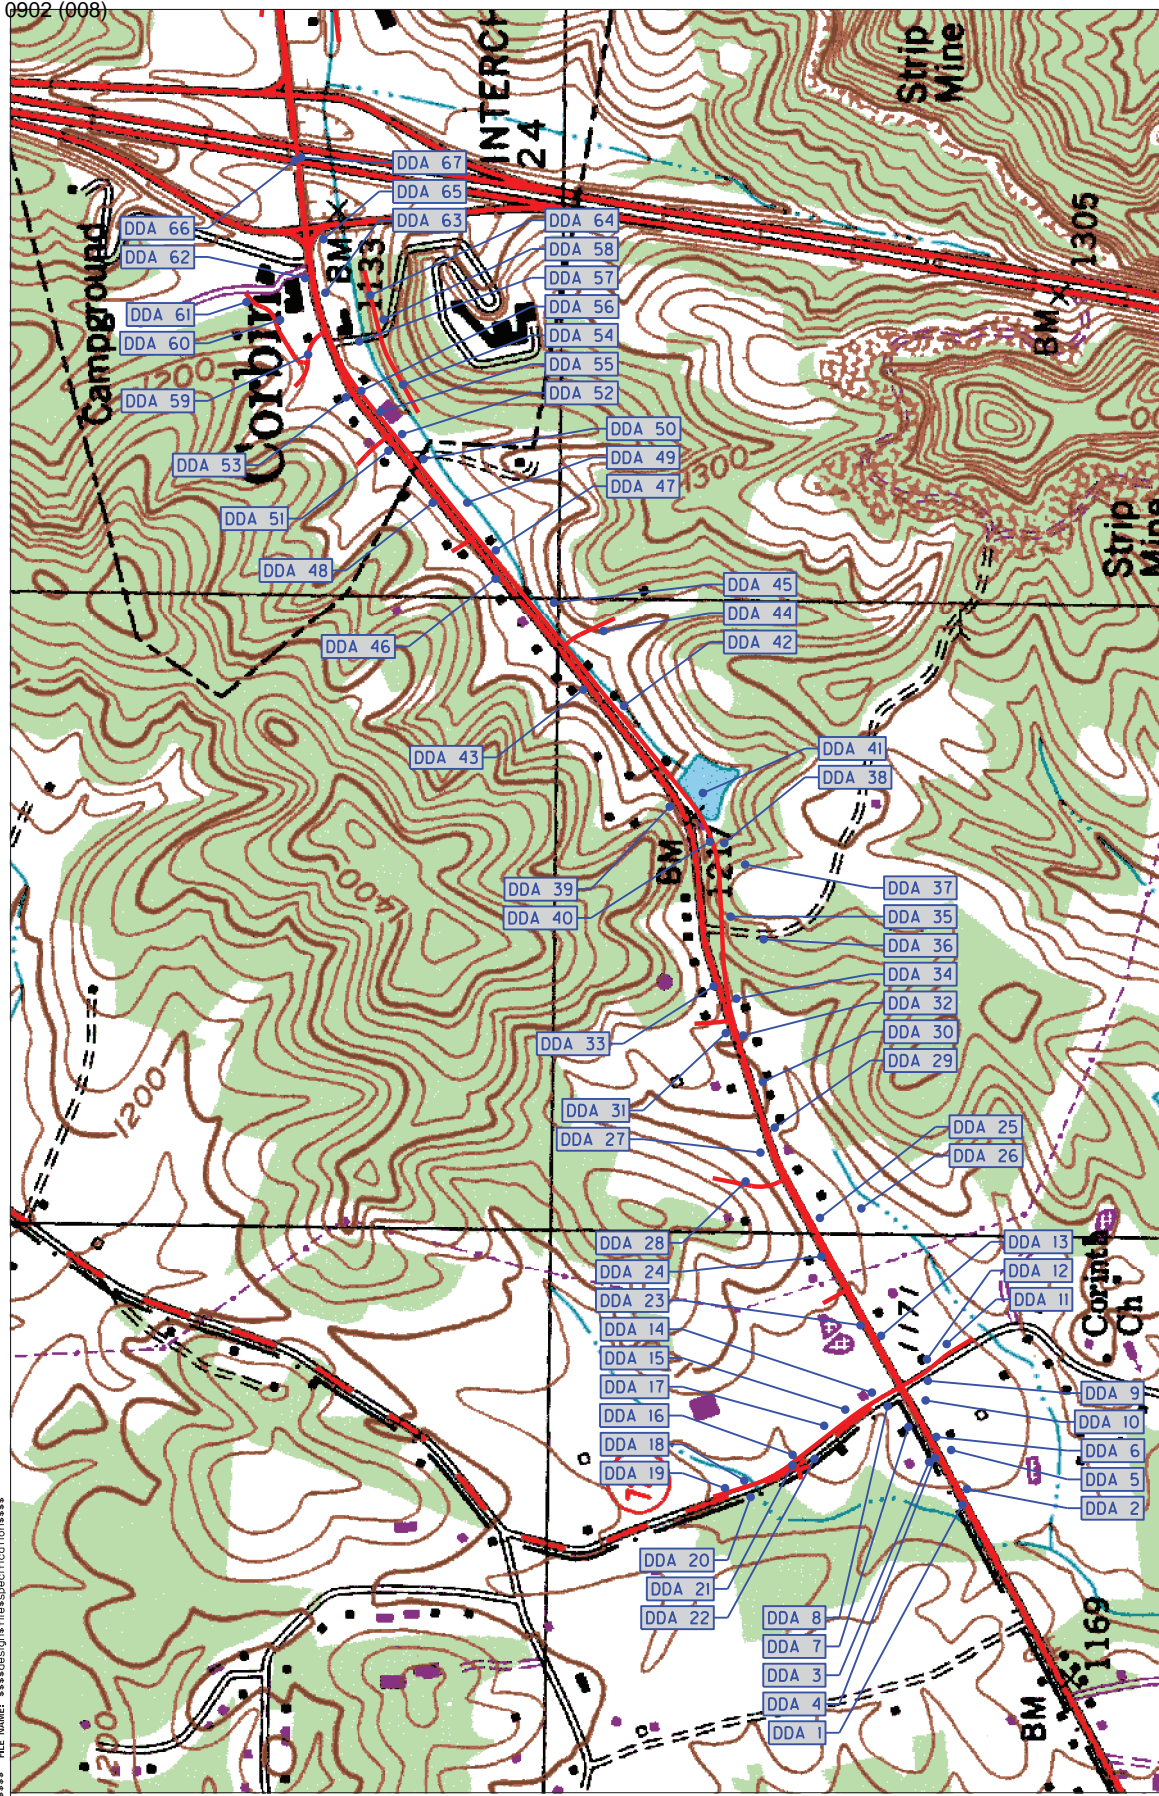 0902 (008)
Strip
Mine
INTERCH
24
DDA 67
DDA 65
DDA 63
DDA 64
DDA 66
DDA 58
DDA 62
DDA 57
DDA 56
DDA 61
DDA 54
DDA 60
DDA 55
DDA 59
DDA 52
Campground
Corbin
BM
1133
1200
BM
1305
DDA 50
DDA 53
DDA 49
DDA 47
1300
DDA 51
DDA 48
Strip
Mine
DDA 45
DDA 44
DDA 46
DDA 42
DDA 43
DDA 41
DDA 38
BM
121
1400
DDA 39
DDA 37
DDA 40
DDA 35
DDA 36
DDA 34
DDA 32
DDA 33
DDA 30
DDA 29
1200
DDA 31
DDA 25
DDA 27
DDA 26
DDA 28
DDA 13
DDA 24
DDA 12
DDA 23
DDA 11
Corinth
Ch
1171
DDA 14
DDA 15
DDA 17
DDA 9
DDA 16
DDA 10
DDA 18
DDA 6
DDA 19
DDA 5
7
DDA 2
DDA 20
DDA 21
DDA 22
DDA 8
DDA 7
DDA 3
DDA 4
DDA 1
BM
1169
1200